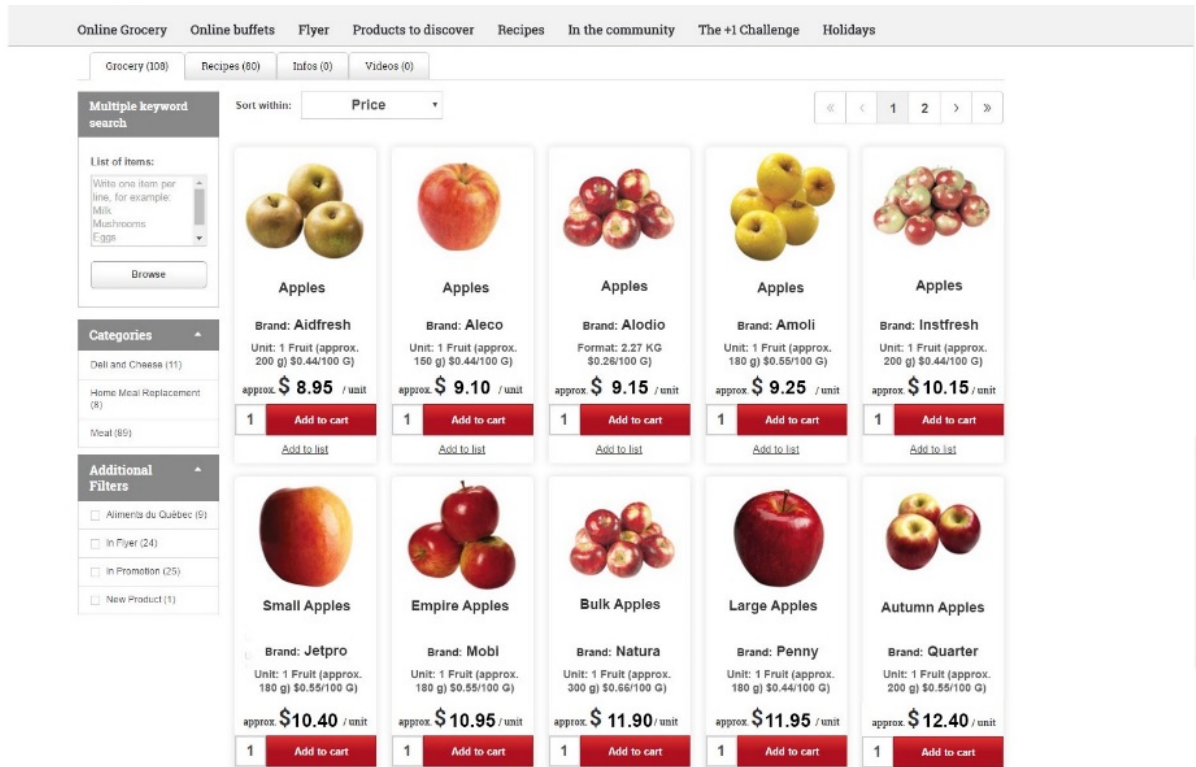 Online Grocery Online buffets Flyer Products to discover Recipes In the community The +1 Challenge Holidays
Grocery (108) Recipes (80) Infos (0) Videos (0)
Multiple keyword
search
List of items:
Write one item per
line, for example:
Milk
Mushrooms
Eggs
Browse
Categories
Deli and Cheese (11)
Home Meal Replacement
(8)
Meat (89)
Additional
Filters
Aliments du Québec (9)
In Flyer (24)
In Promotion (25)
New Product (1)
Sort within: Price
« < 1 2 > »
Apples
Brand: Aidfresh
Unit: 1 Fruit (approx.
200 g) $0.44/100 G)
approx. $ 8.95 / unit
1 Add to cart
Add to list
Apples
Brand: Aleco
Unit: 1 Fruit (approx.
150 g) $0.44/100 G)
approx. $ 9.10 / unit
1 Add to cart
Add to list
Apples
Brand: Alodio
Format: 2.27 KG
$0.26/100 G)
approx. $ 9.15 / unit
1 Add to cart
Add to list
Apples
Brand: Amoli
Unit: 1 Fruit (approx.
180 g) $0.55/100 G)
approx. $ 9.25 / unit
1 Add to cart
Add to list
Apples
Brand: Instfresh
Unit: 1 Fruit (approx.
200 g) $0.44/100 G)
approx. $ 10.15 / unit
1 Add to cart
Add to list
Small Apples
Brand: Jetpro
Unit: 1 Fruit (approx.
180 g) $0.55/100 G)
approx. $10.40 / unit
1 Add to cart
Empire Apples
Brand: Mobi
Unit: 1 Fruit (approx.
180 g) $0.55/100 G)
approx. $10.95 / unit
1 Add to cart
Bulk Apples
Brand: Natura
Unit: 1 Fruit (approx.
300 g) $0.66/100 G)
approx. $ 11.90/ unit
1 Add to cart
Large Apples
Brand: Penny
Unit: 1 Fruit (approx.
180 g) $0.44/100 G)
approx. $11.95 / unit
1 Add to cart
Autumn Apples
Brand: Quarter
Unit: 1 Fruit (approx.
200 g) $0.55/100 G)
approx. $ 12.40 / unit
1 Add to cart